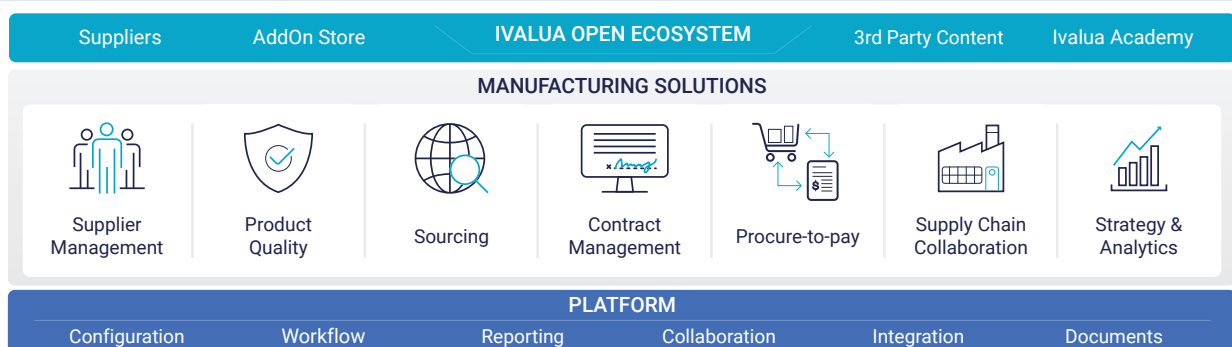 Suppliers AddOn Store IVALUA OPEN ECOSYSTEM 3rd Party Content Ivalua Academy
MANUFACTURING SOLUTIONS
Supplier
Management
Product
Quality
Sourcing
Contract
Management
Procure-to-pay
Supply Chain
Collaboration
Strategy &
Analytics
PLATFORM
Configuration Workflow Reporting Collaboration Integration Documents